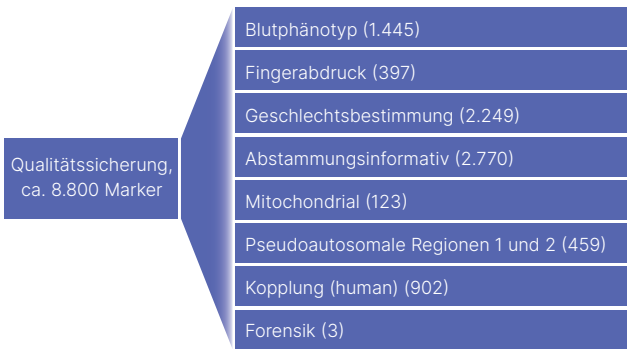 Qualitätssicherung,
ca. 8.800 Marker
Blutphänotyp (1.445)
Fingerabdruck (397)
Geschlechtsbestimmung (2.249)
Abstammungsinformativ (2.770)
Mitochondrial (123)
Pseudoautosomale Regionen 1 und 2 (459)
Kopplung (human) (902)
Forensik (3)